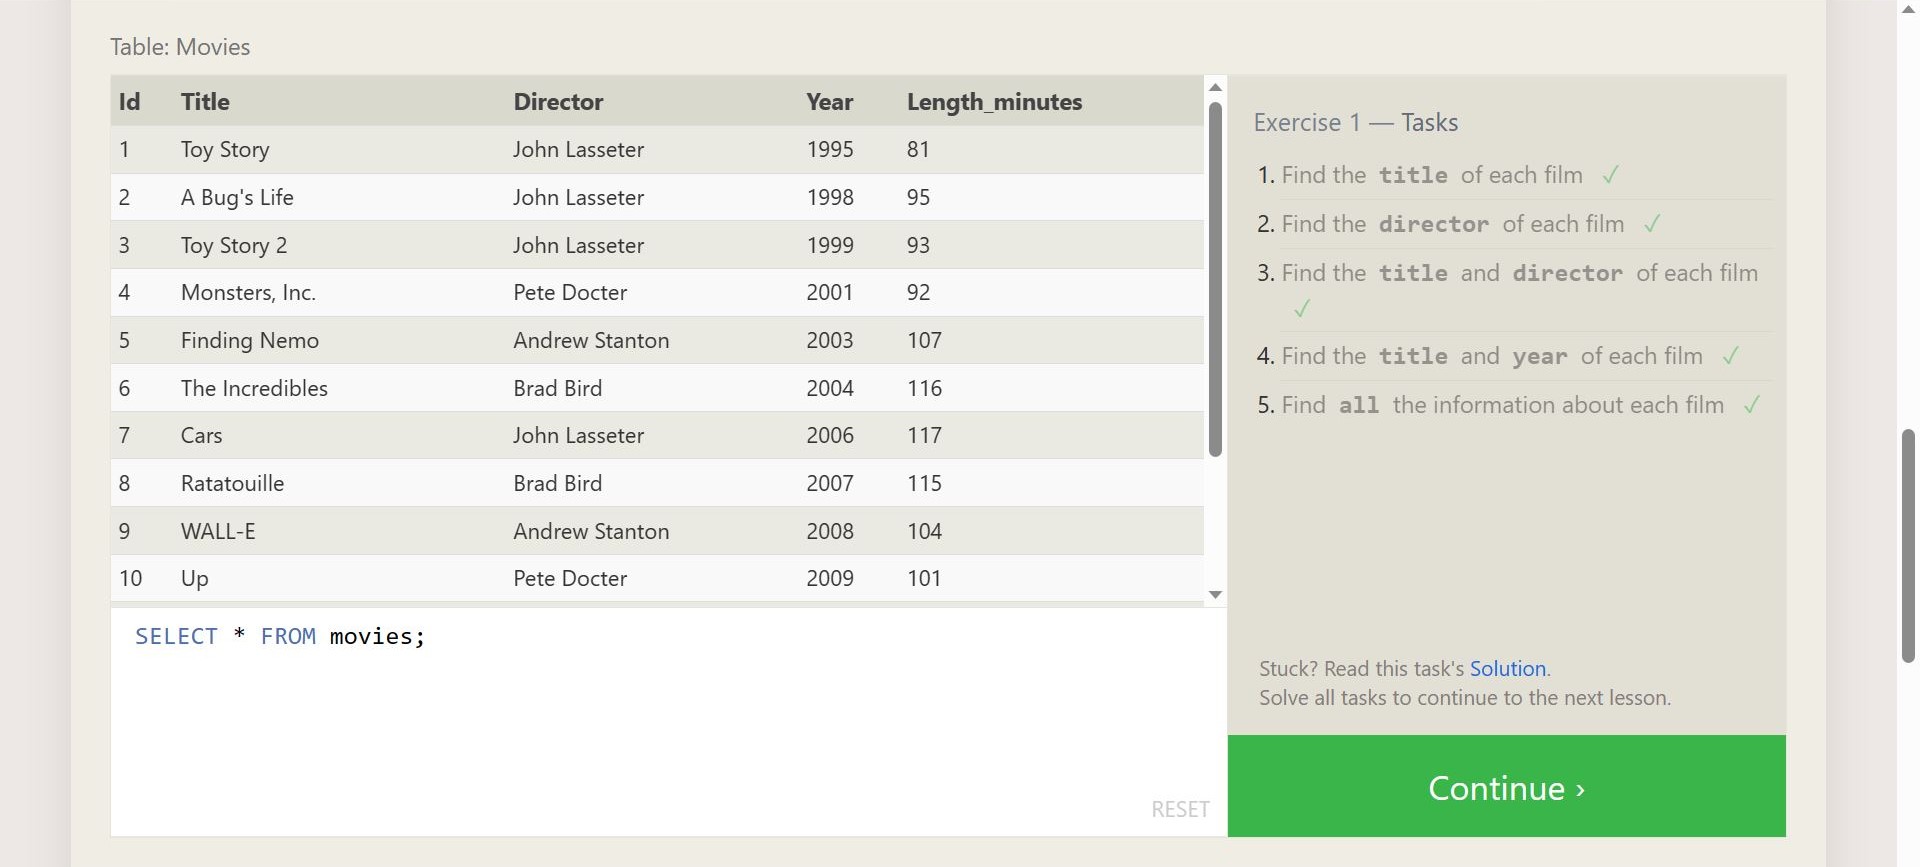 Table: Movies
Id Title Director Year Length_minutes
1 Toy Story John Lasseter 1995 81
2 A Bug's Life John Lasseter 1998 95
3 Toy Story 2 John Lasseter 1999 93
4 Monsters, Inc. Pete Docter 2001 92
5 Finding Nemo Andrew Stanton 2003 107
6 The Incredibles Brad Bird 2004 116
7 Cars John Lasseter 2006 117
8 Ratatouille Brad Bird 2007 115
9 WALL-E Andrew Stanton 2008 104
10 Up Pete Docter 2009 101
SELECT * FROM movies;
RESET
Exercise 1 — Tasks
1. Find the title of each film ✓
2. Find the director of each film ✓
3. Find the title and director of each film
✓
4. Find the title and year of each film ✓
5. Find all the information about each film ✓
Stuck? Read this task's Solution.
Solve all tasks to continue to the next lesson.
Continue ›